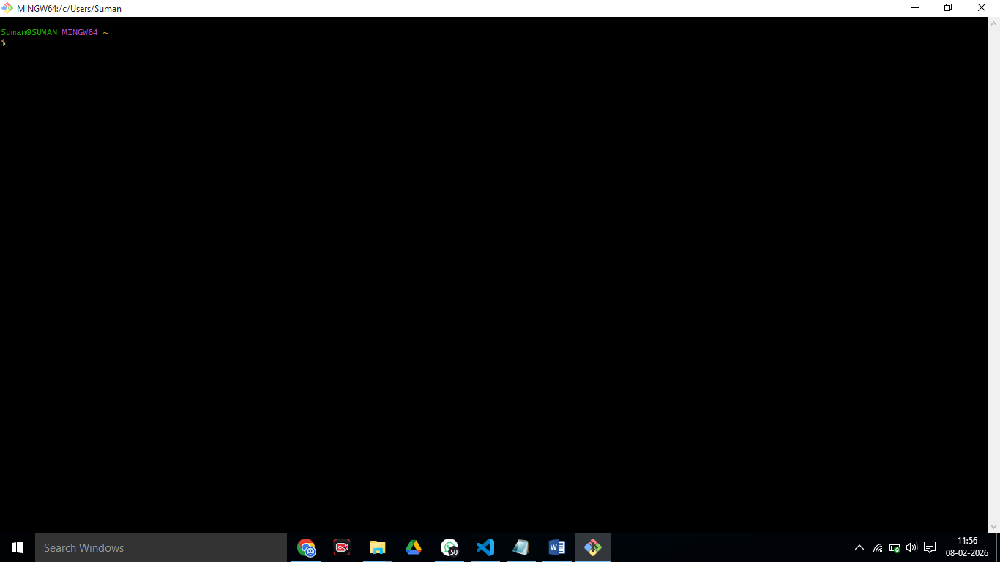 MINGW64:/c/Users/Suman
Suman@SUMAN MINGW64 ~
$
Search Windows
50
11:56
08-02-2026